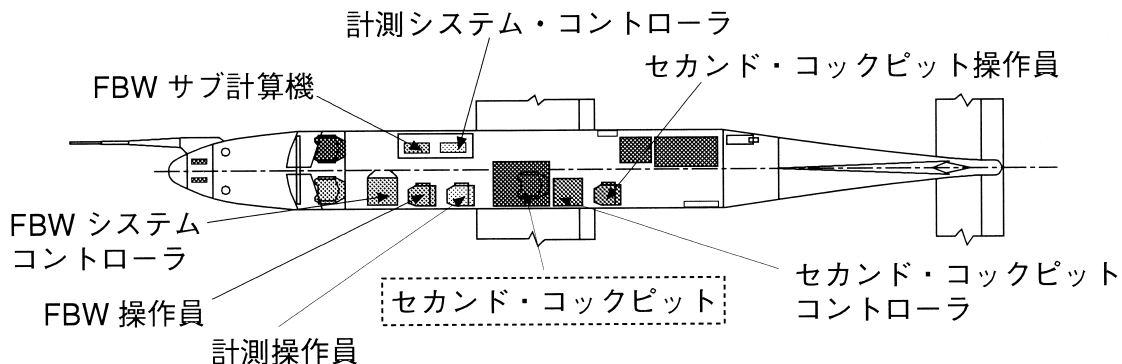 計測システム・コントローラ
セカンド・コックピット操作員
FBW サブ計算機
FBW システム
コントローラ
セカンド・コックピット
コントローラ
セカンド・コックピット
FBW 操作員
計測操作員